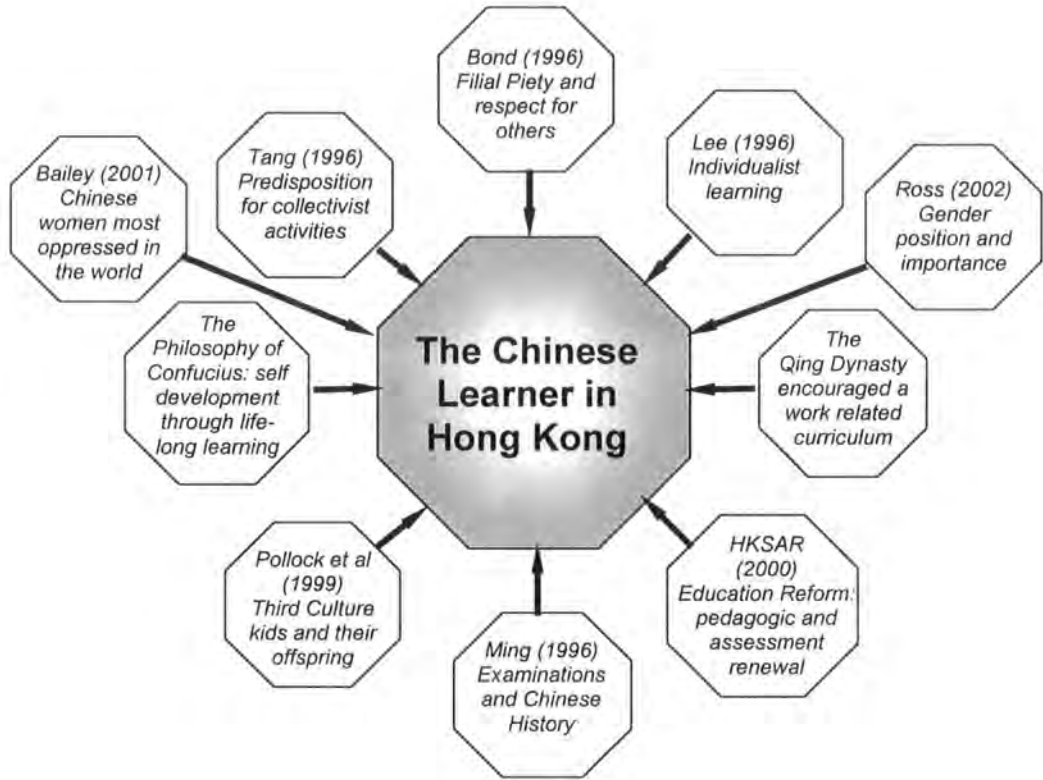 Bond (1996)
Filial Piety and
respect for
others
Tang (1996)
Predisposition
for collectivist
activities
Lee (1996)
Individualist
learning
Bailey (2001)
Chinese
women most
oppressed in
the world
Ross (2002)
Gender
position and
importance
The Chinese
Learner in
Hong Kong
The
Philosophy of
Confucius: self
development
through life-
long learning
The
Qing Dynasty
encouraged a
work related
curriculum
Pollock et al
(1999)
Third Culture
kids and their
offspring
Ming (1996)
Examinations
and Chinese
History
HKSAR
(2000)
Education Reform:
pedagogic and
assessment
renewal